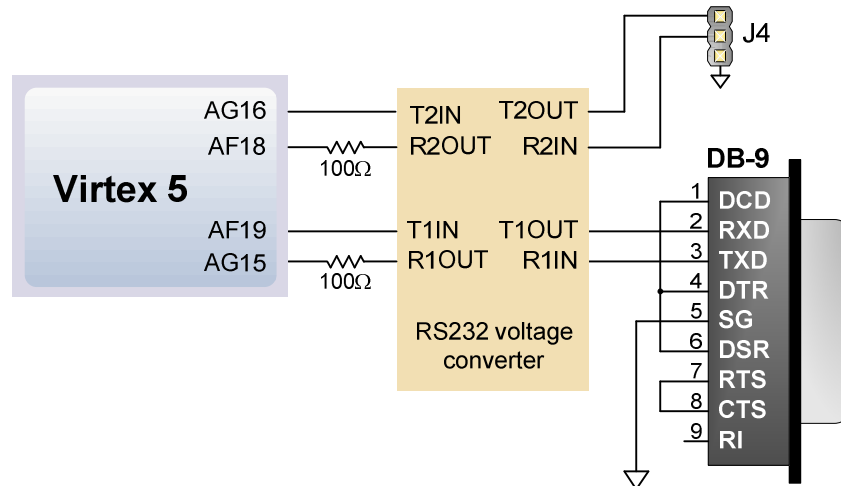 J4
AG16
T2IN
T2OUT
AF18
100Ω
R2OUT
R2IN
Virtex 5
AF19
T1IN
T1OUT
AG15
100Ω
R1OUT
R1IN
RS232 voltage
converter
DB-9
1 DCD
2 RXD
3 TXD
4 DTR
5 SG
6 DSR
7 RTS
8 CTS
9 RI